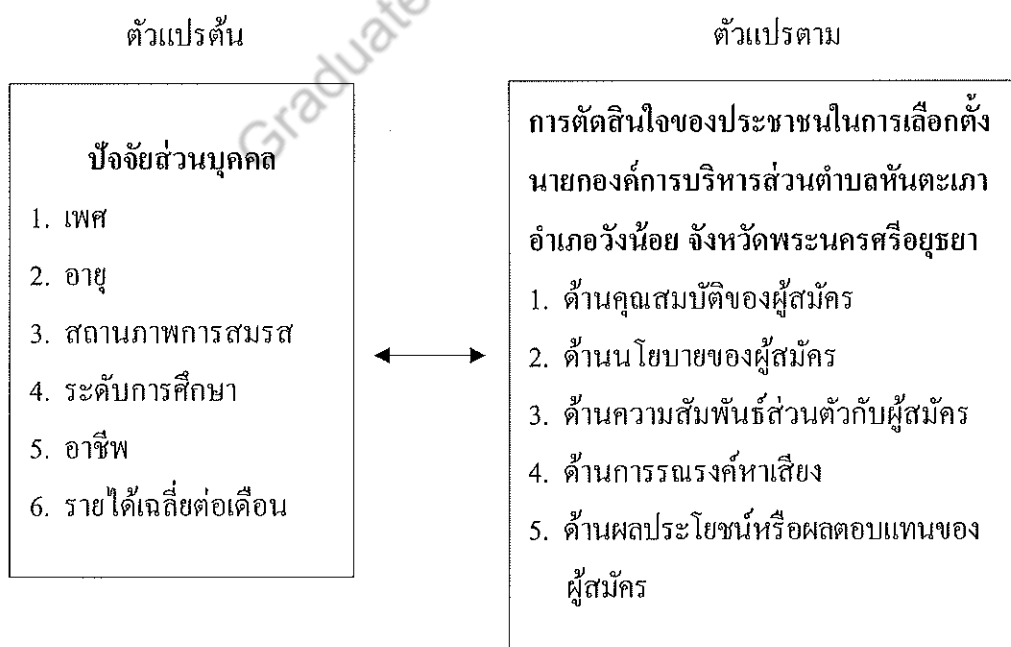 ตัวแปรต้น
ตัวแปรตาม
Graduate
ปัจจัยส่วนบุคคล
1. เพศ
2. อายุ
3. สถานภาพการสมรส
4. ระดับการศึกษา
5. อาชีพ
6. รายได้เฉลี่ยต่อเดือน
การตัดสินใจของประชาชนในการเลือกตั้ง
นายกองค์การบริหารส่วนตำบลหันตะเภา
อำเภอวังน้อย จังหวัดพระนครศรีอยุธยา
1. ด้านคุณสมบัติของผู้สมัคร
2. ด้านนโยบายของผู้สมัคร
3. ด้านความสัมพันธ์ส่วนตัวกับผู้สมัคร
4. ด้านการรณรงค์หาเสียง
5. ด้านผลประโยชน์หรือผลตอบแทนของ
ผู้สมัคร